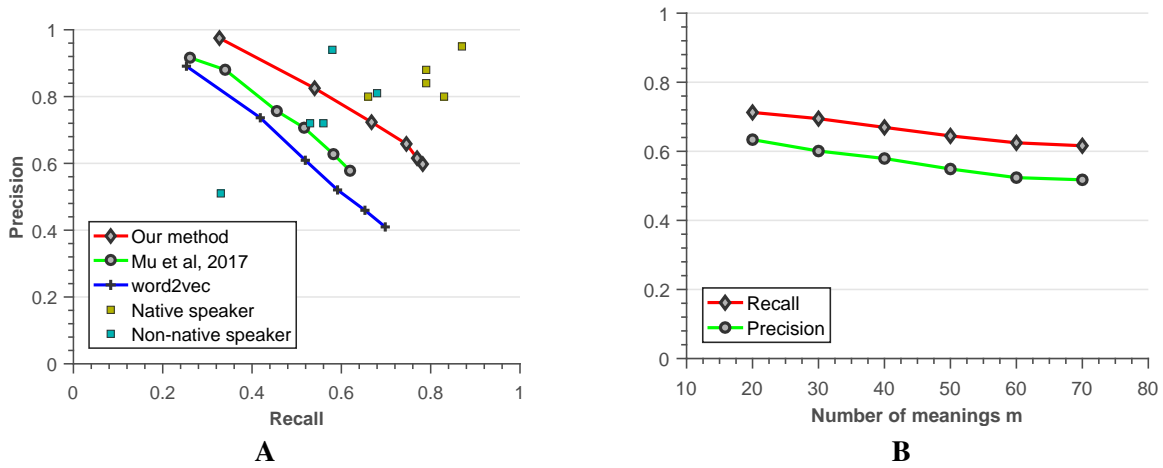 1
0.8
0.6
0.4
0.2
0
Precision
Our method
Mu et al, 2017
word2vec
Native speaker
Non-native speaker
0 0.2 0.4 0.6 0.8 1
Recall
A
1
0.8
0.6
0.4
0.2
0
Recall
Precision
10 20 30 40 50 60 70 80
Number of meanings m
B